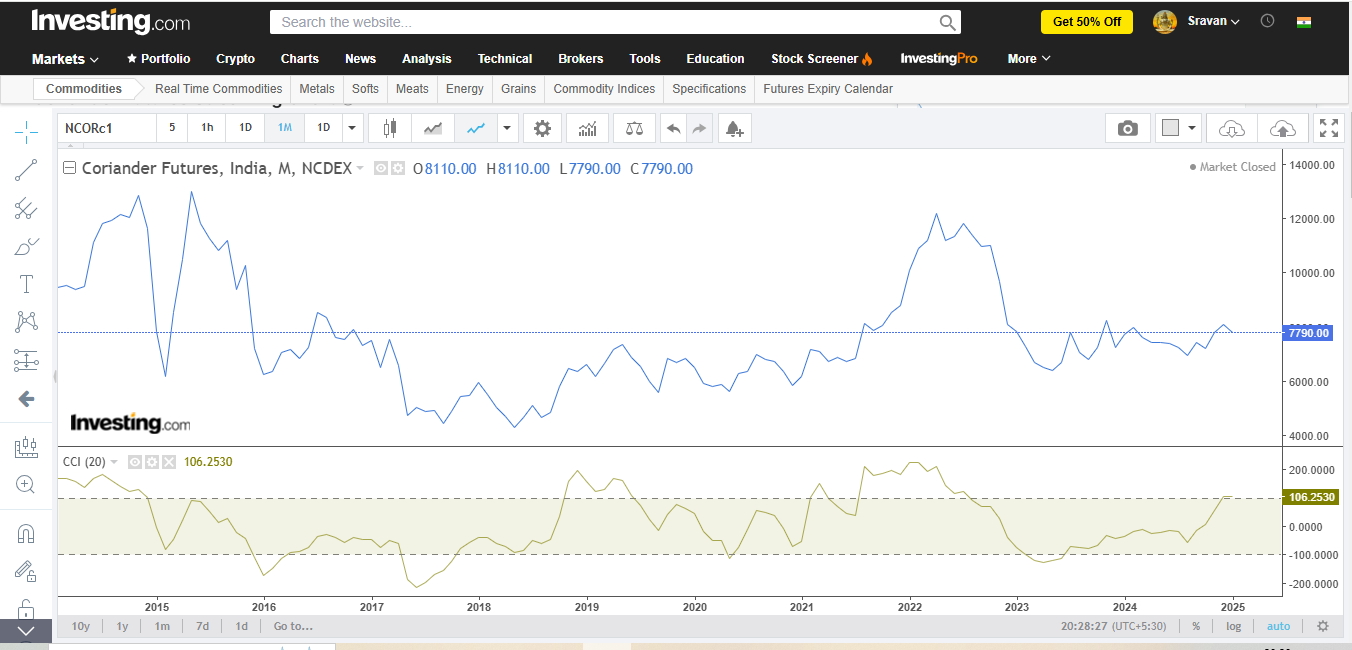 Investing.com
Search the website...
Get 50% Off
Sravan
Markets
Portfolio
Crypto
Charts
News
Analysis
Technical
Brokers
Tools
Education
Stock Screener
InvestingPro
More
Commodities
Real Time Commodities
Metals
Softs
Meats
Energy
Grains
Commodity Indices
Specifications
Futures Expiry Calendar
NCORc1
5
1h
1D
1M
1D
T
Coriander Futures, India, M, NCDEX
O8110.00 H8110.00 L7790.00 C7790.00
Market Closed
14000.00
12000.00
10000.00
7790.00
6000.00
4000.00
Investing.com
CCI (20)
106.2530
200.0000
106.2530
0.0000
-100.0000
-200.0000
2015 2016 2017 2018 2019 2020 2021 2022 2023 2024 2025
10y 1y 1m 7d 1d Go to... 20:28:27 (UTC+5:30) % log auto